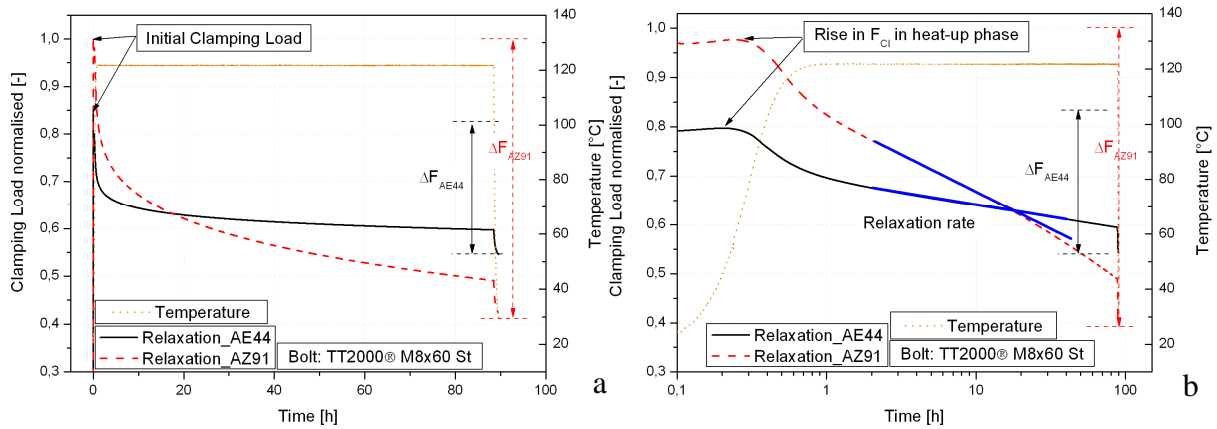 Initial Clamping Load
ΔF_AE44
ΔF_AZ91
Temperature
Relaxation_AE44
Relaxation_AZ91
Bolt: TT2000® M8x60 St
Clamping Load normalised [-]
1,0
0,9
0,8
0,7
0,6
0,5
0,4
0,3
Temperature [°C]
140
120
100
80
60
40
20
0 20 40 60 80 100
Time [h]
a
Rise in F_Cl in heat-up phase
ΔF_AE44
ΔF_AZ91
Relaxation rate
Relaxation_AE44
Relaxation_AZ91
Temperature
Bolt: TT2000® M8x60 St
Clamping Load normalised [-]
1,0
0,9
0,8
0,7
0,6
0,5
0,4
0,3
Temperature [°C]
140
120
100
80
60
40
20
0,1 1 10 100
Time [h]
b